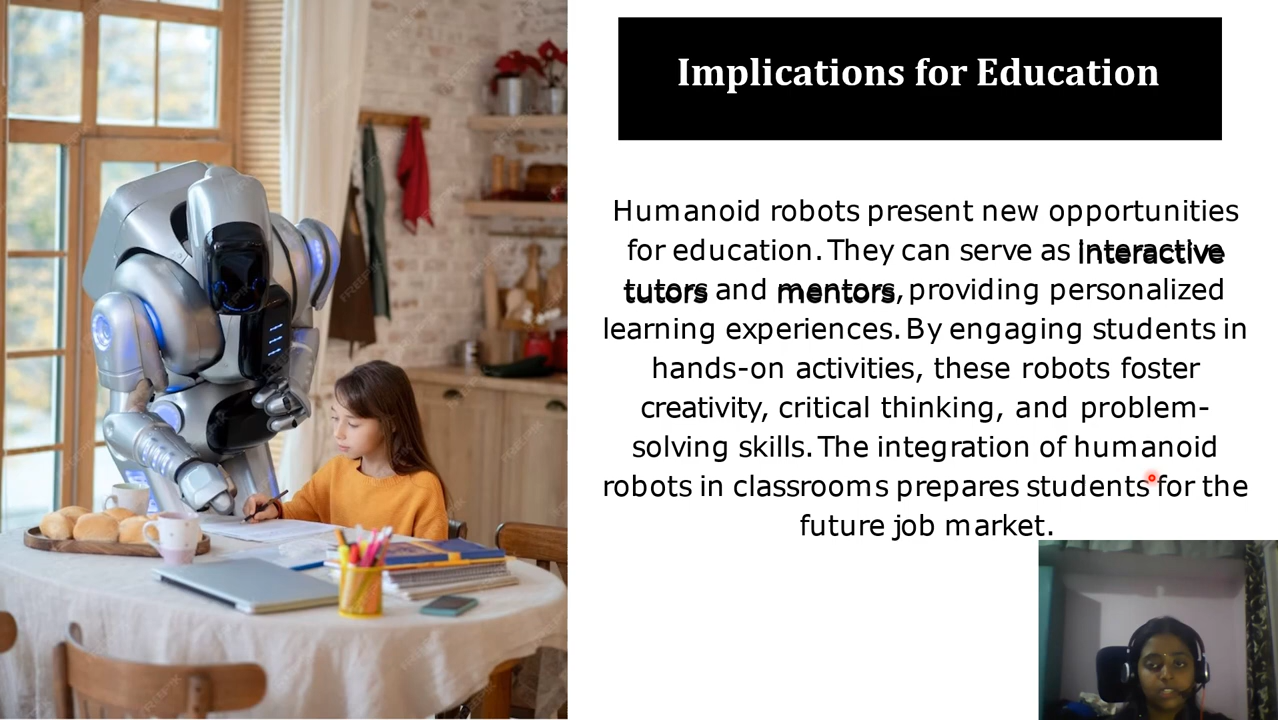 Implications for Education
Humanoid robots present new opportunities
for education. They can serve as interactive
tutors and mentors, providing personalized
learning experiences. By engaging students in
hands-on activities, these robots foster
creativity, critical thinking, and problem-
solving skills. The integration of humanoid
robots in classrooms prepares students for the
future job market.